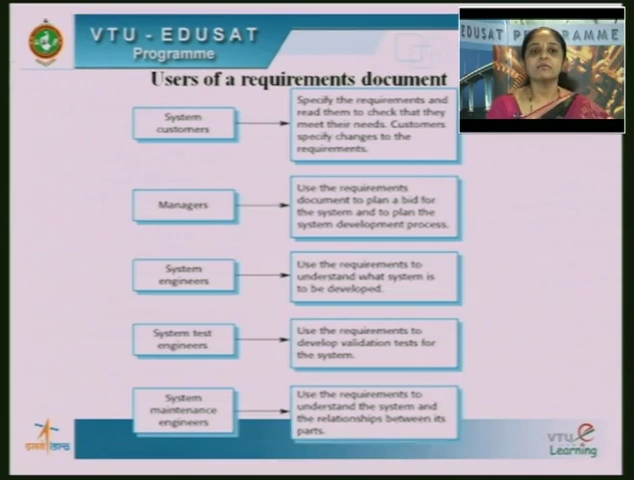 VTU - EDUSAT
Programme
EDUSAT PROGRAMME
Users of a requirements document
System
customers
Specify the requirements and
read them to check that they
meet their needs. Customers
specify changes to the
requirements.
Managers
Use the requirements
document to plan a bid for
the system and to plan the
system development process.
System
engineers
Use the requirements to
understand what system is
to be developed.
System test
engineers
Use the requirements to
develop validation tests for
the system.
System
maintenance
engineers
Use the requirements to
understand the system and
the relationships between its
parts.
VTU e
Learning